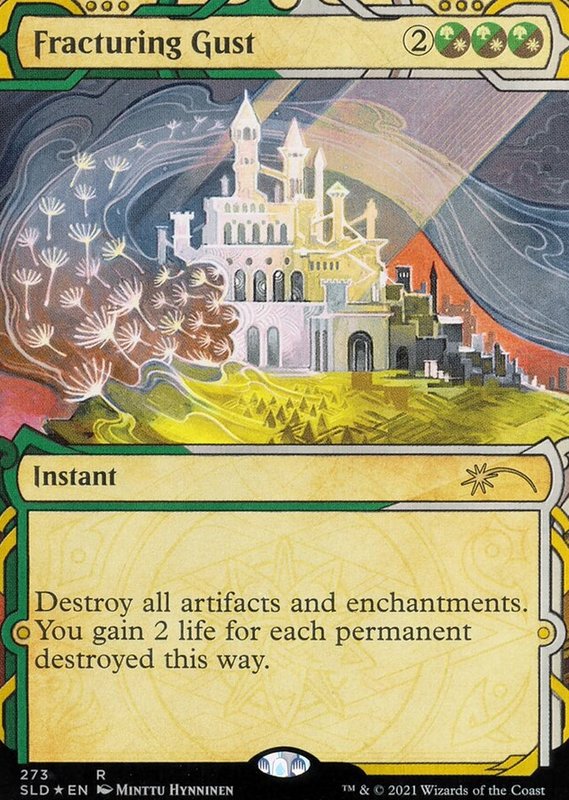 Fracturing Gust 2
Instant
Destroy all artifacts and enchantments.
You gain 2 life for each permanent
destroyed this way.
273 R
SLD ★ EN Minttu Hynninen
™ & © 2021 Wizards of the Coast